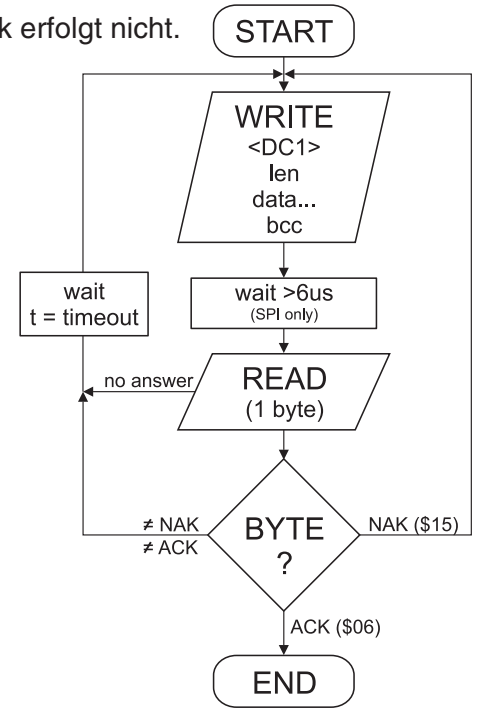 k erfolgt nicht.
START
WRITE
<DC1>
len
data...
bcc
wait
t = timeout
wait >6us
(SPI only)
no answer
READ
(1 byte)
≠ NAK
≠ ACK
BYTE
?
NAK ($15)
ACK ($06)
END